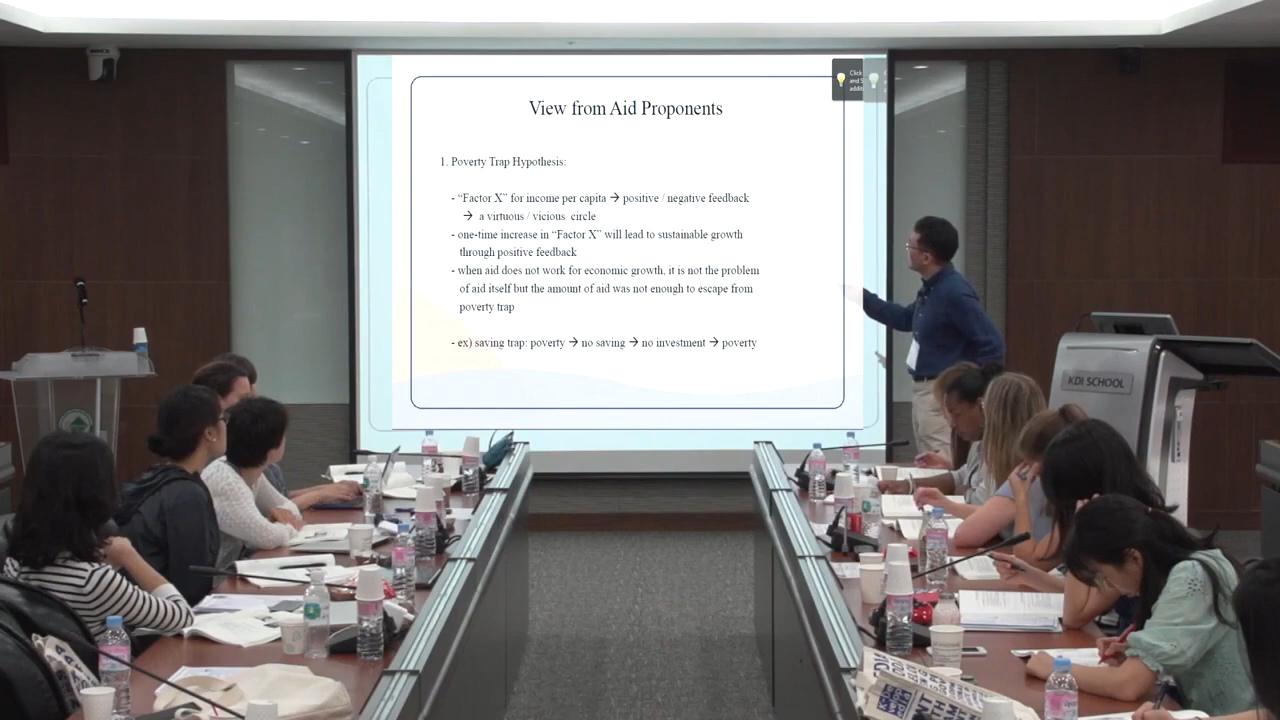 View from Aid Proponents
1. Poverty Trap Hypothesis:
- “Factor X” for income per capita → positive / negative feedback
→ a virtuous / vicious circle
- one-time increase in “Factor X” will lead to sustainable growth
through positive feedback
- when aid does not work for economic growth, it is not the problem
of aid itself but the amount of aid was not enough to escape from
poverty trap
- ex) saving trap: poverty → no saving → no investment → poverty
Click
and S
additi
KDI SCHOOL